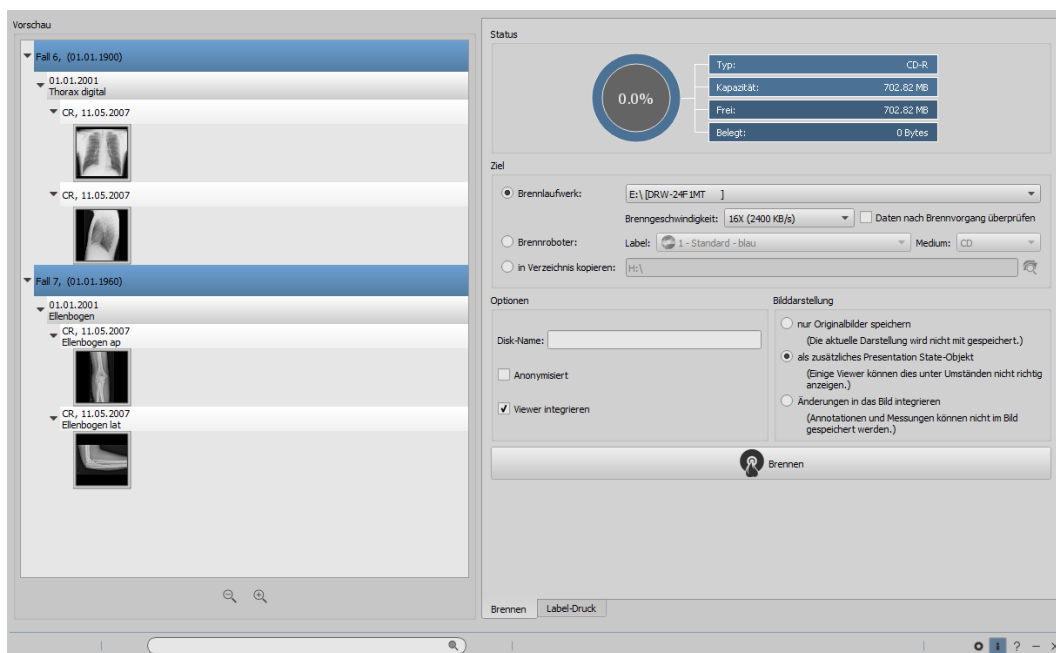 Vorschau
Fall 6, (01.01.1900)
01.01.2001
Thorax digital
CR, 11.05.2007
CR, 11.05.2007
Fall 7, (01.01.1960)
01.01.2001
Ellenbogen
CR, 11.05.2007
Ellenbogen ap
CR, 11.05.2007
Ellenbogen lat
Status
0.0%
Typ: CD-R
Kapazität: 702.82 MB
Frei: 702.82 MB
Belegt: 0 Bytes
Ziel
Brennlaufwerk: E:\ [DRW-24F1MT ]
Brenngeschwindigkeit: 16X (2400 KB/s) Daten nach Brennvorgang überprüfen
Brennroboter: Label: 1 - Standard - blau Medium: CD
in Verzeichnis kopieren: H:\
Optionen
Disk-Name:
Anonymisiert
Viewer integrieren
Bilddarstellung
nur Originalbilder speichern
(Die aktuelle Darstellung wird nicht mit gespeichert.)
als zusätzliches Presentation State-Objekt
(Einige Viewer können dies unter Umständen nicht richtig
anzeigen.)
Änderungen in das Bild integrieren
(Annotationen und Messungen können nicht im Bild
gespeichert werden.)
Brennen
Brennen Label-Druck